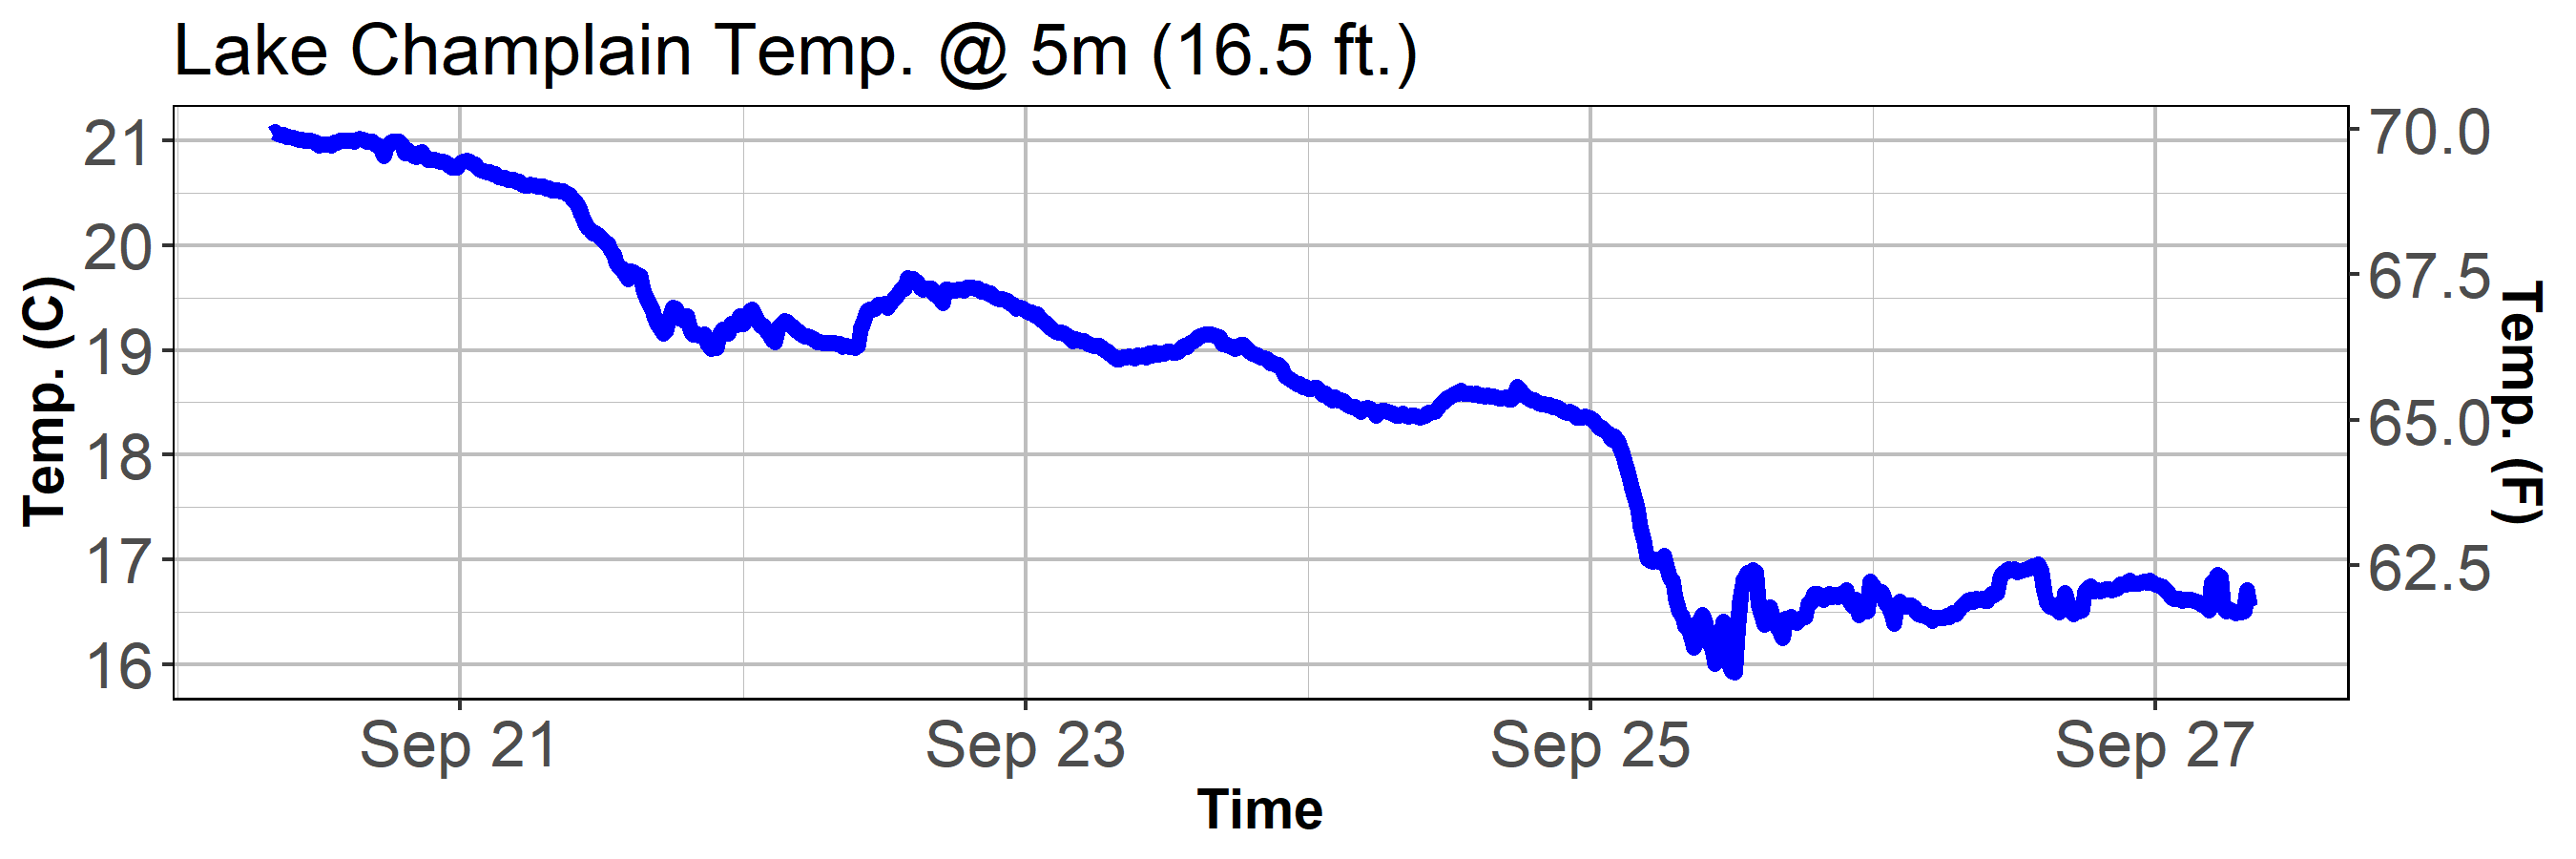 Lake Champlain Temp. @ 5m (16.5 ft.)
Temp. (C)
21
20
19
18
17
16
70.0
67.5
65.0
62.5
Temp. (F)
Sep 21
Sep 23
Sep 25
Sep 27
Time